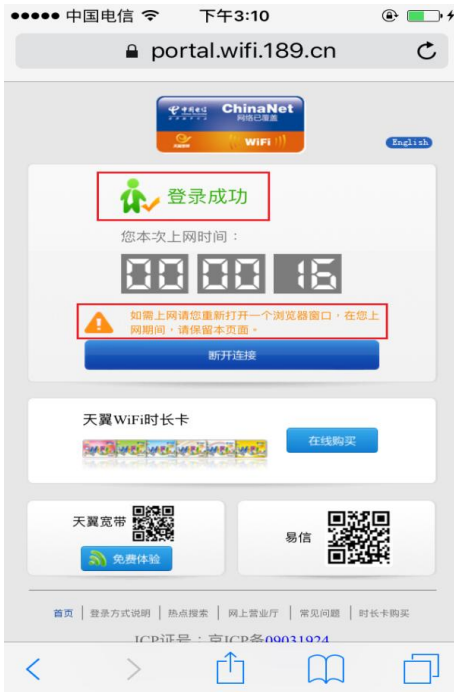 中国电信 下午3:10
portal.wifi.189.cn
中国电信 ChinaNet
网络已覆盖
WiFi
English
登录成功
您本次上网时间：
00 00 16
如需上网请您重新打开一个浏览器窗口，在您上
网期间，请保留本页面。
断开连接
天翼WiFi时长卡
在线购买
天翼宽带
免费体验
易信
首页 | 登录方式说明 | 热点搜索 | 网上营业厅 | 常见问题 | 时长卡购买
ICP证号：京ICP备09031924